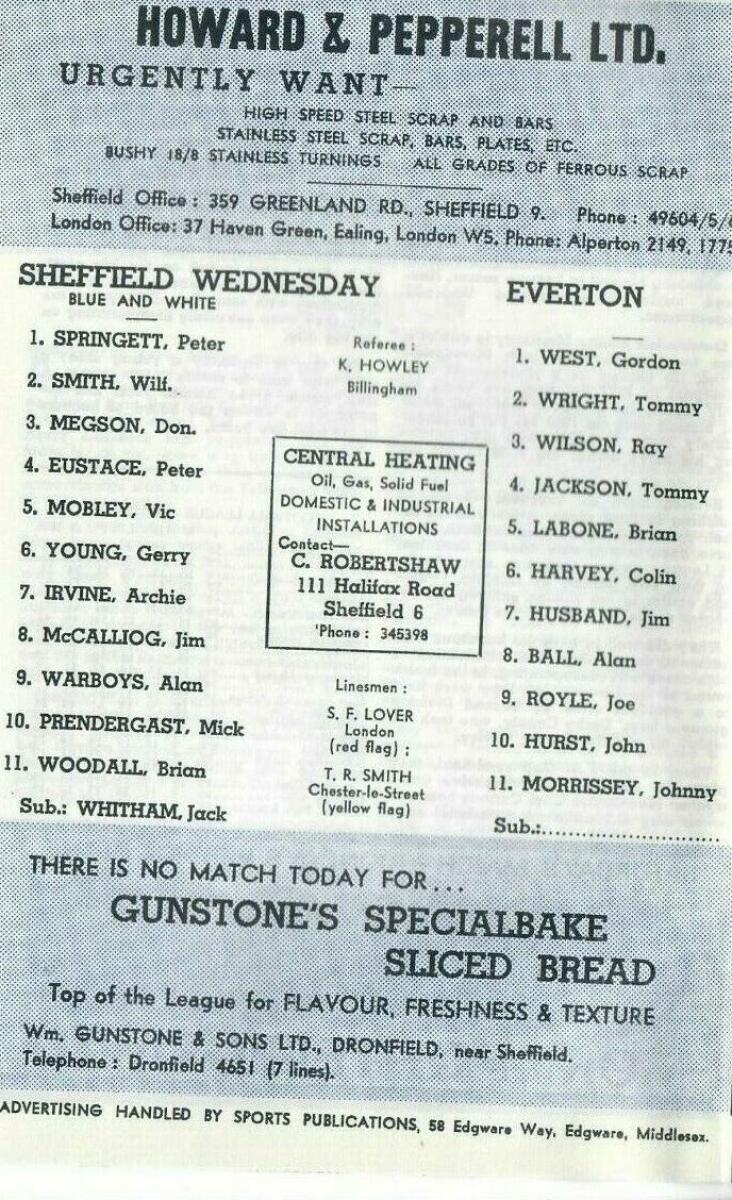 HOWARD & PEPPERELL LTD.
URGENTLY WANT—
HIGH SPEED STEEL SCRAP AND BARS
STAINLESS STEEL SCRAP, BARS, PLATES, ETC.
BUSHY 18/8 STAINLESS TURNINGS ALL GRADES OF FERROUS SCRAP
Sheffield Office : 359 GREENLAND RD., SHEFFIELD 9. Phone : 49604/5/6
London Office: 37 Haven Green, Ealing, London W5. Phone: Alperton 2149, 1775
SHEFFIELD WEDNESDAY
BLUE AND WHITE
1. SPRINGETT, Peter
2. SMITH, Wilf.
3. MEGSON, Don.
4. EUSTACE, Peter
5. MOBLEY, Vic
6. YOUNG, Gerry
7. IRVINE, Archie
8. McCALLIOG, Jim
9. WARBOYS, Alan
10. PRENDERGAST, Mick
11. WOODALL, Brian
Sub.: WHITHAM, Jack
Referee :
K. HOWLEY
Billingham
CENTRAL HEATING
Oil, Gas, Solid Fuel
DOMESTIC & INDUSTRIAL
INSTALLATIONS
Contact—
C. ROBERTSHAW
111 Halifax Road
Sheffield 6
'Phone : 345398
Linesmen :
S. F. LOVER
London
(red flag) :
T. R. SMITH
Chester-le-Street
(yellow flag)
EVERTON
1. WEST, Gordon
2. WRIGHT, Tommy
3. WILSON, Ray
4. JACKSON, Tommy
5. LABONE, Brian
6. HARVEY, Colin
7. HUSBAND, Jim
8. BALL, Alan
9. ROYLE, Joe
10. HURST, John
11. MORRISSEY, Johnny
Sub.:..............................
THERE IS NO MATCH TODAY FOR...
GUNSTONE'S SPECIALBAKE
SLICED BREAD
Top of the League for FLAVOUR, FRESHNESS & TEXTURE
Wm. GUNSTONE & SONS LTD., DRONFIELD, near Sheffield.
Telephone : Dronfield 4651 (7 lines).
ADVERTISING HANDLED BY SPORTS PUBLICATIONS, 58 Edgware Way, Edgware, Middlesex.